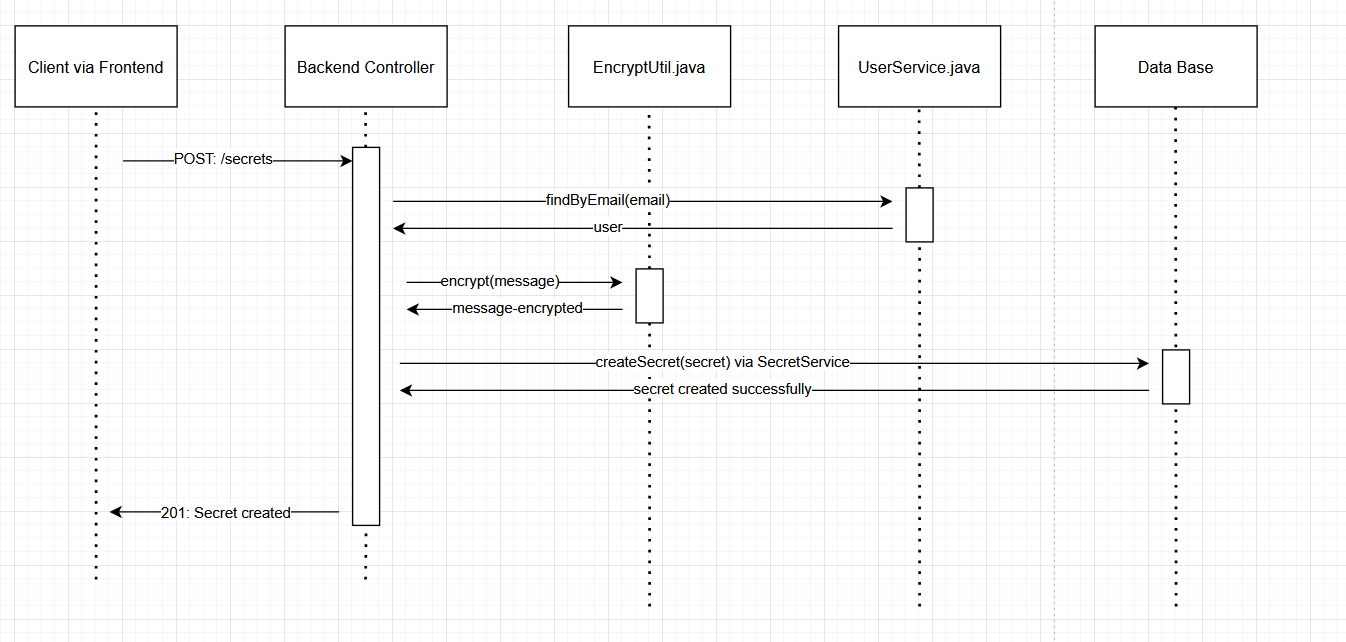 Client via Frontend
Backend Controller
EncryptUtil.java
UserService.java
Data Base
POST: /secrets
findByEmail(email)
user
encrypt(message)
message-encrypted
createSecret(secret) via SecretService
secret created successfully
201: Secret created